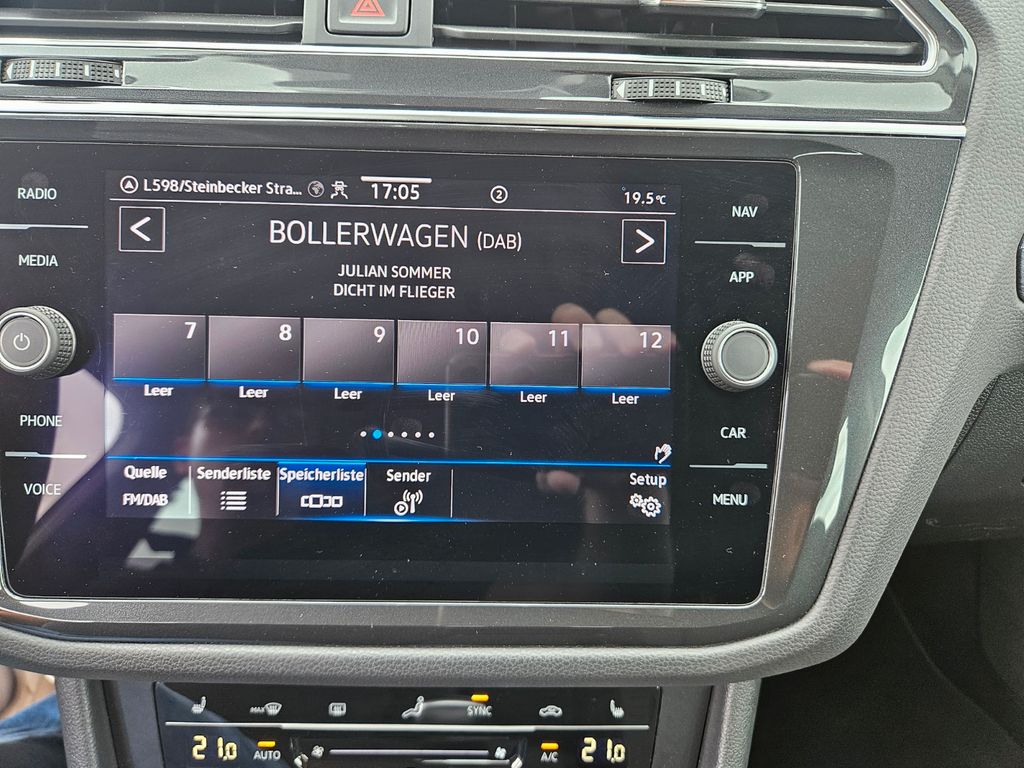 RADIO
MEDIA
PHONE
VOICE
L598/Steinbecker Stra... 17:05 2 19.5°C
< BOLLERWAGEN (DAB) >
JULIAN SOMMER
DICHT IM FLIEGER
7 8 9 10 11 12
Leer Leer Leer Leer Leer Leer
Quelle Senderliste Speicherliste Sender Setup
FM/DAB
NAV
APP
CAR
MENU
MAX SYNC
21.0 AUTO A/C 21.0